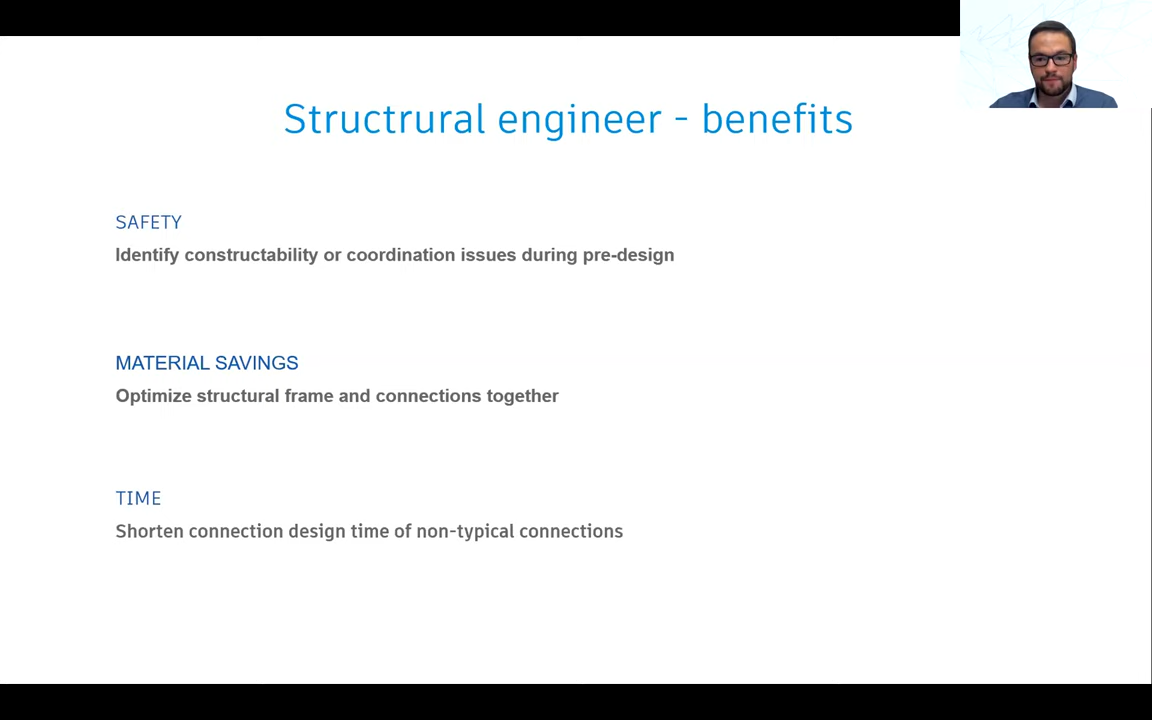 Structrural engineer - benefits
SAFETY
Identify constructability or coordination issues during pre-design
MATERIAL SAVINGS
Optimize structural frame and connections together
TIME
Shorten connection design time of non-typical connections